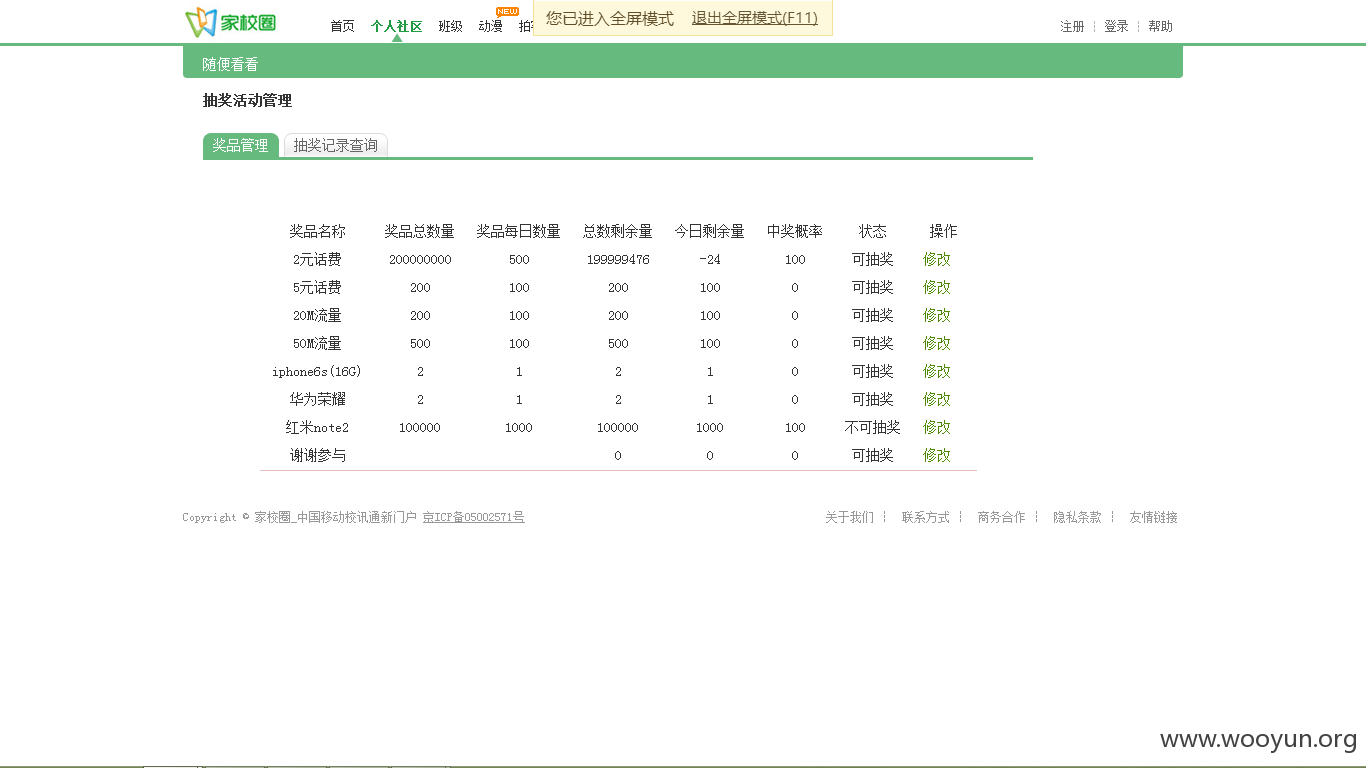 家校圈 首页 个人社区 班级 动漫 NEW 您已进入全屏模式 退出全屏模式(F11) 注册 登录 帮助
随便看看
抽奖活动管理
奖品管理 抽奖记录查询
奖品名称 奖品总数量 奖品每日数量 总数剩余量 今日剩余量 中奖概率 状态 操作
2元话费 200000000 500 199999476 -24 100 可抽奖 修改
5元话费 200 100 200 100 0 可抽奖 修改
20M流量 200 100 200 100 0 可抽奖 修改
50M流量 500 100 500 100 0 可抽奖 修改
iphone6s(16G) 2 1 2 1 0 可抽奖 修改
华为荣耀 2 1 2 1 0 可抽奖 修改
红米note2 100000 1000 100000 1000 100 不可抽奖 修改
谢谢参与 0 0 0 可抽奖 修改
Copyright © 家校圈_中国移动校讯通新门户 京ICP备05002571号 关于我们 联系方式 商务合作 隐私条款 友情链接
www.wooyun.org